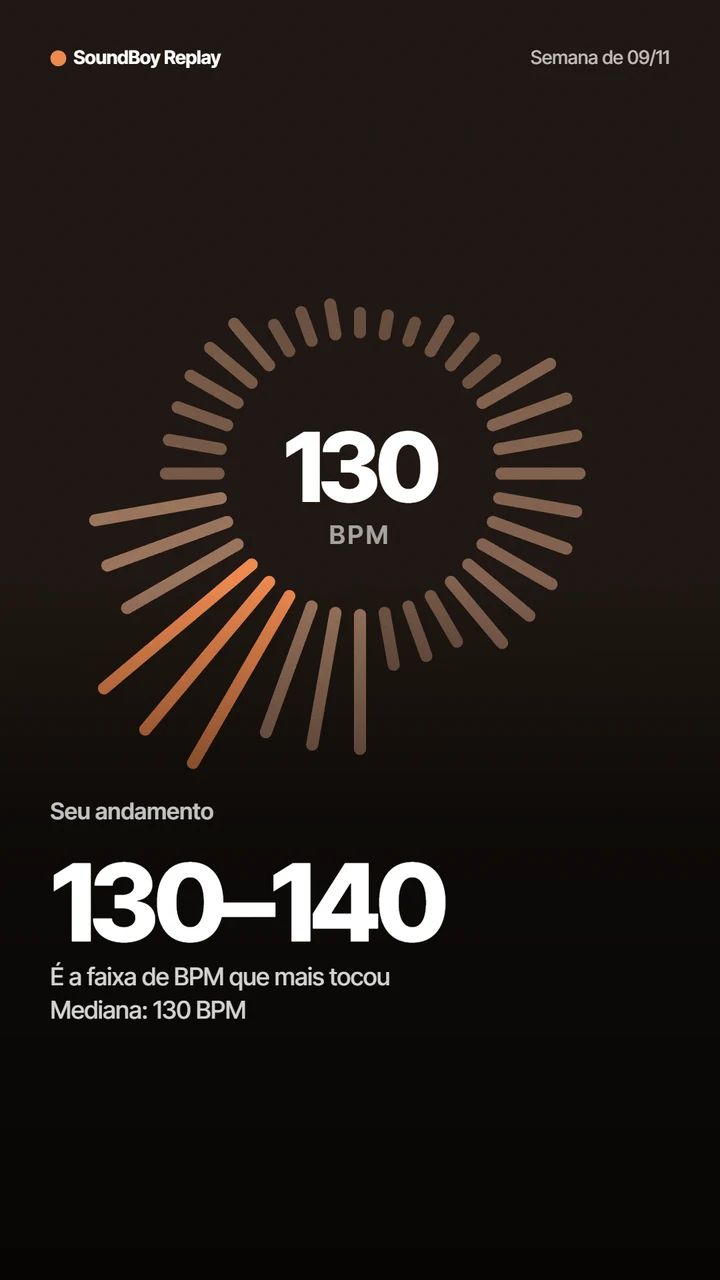 SoundBoy Replay
Semana de 09/11
130
BPM
Seu andamento
130–140
É a faixa de BPM que mais tocou
Mediana: 130 BPM